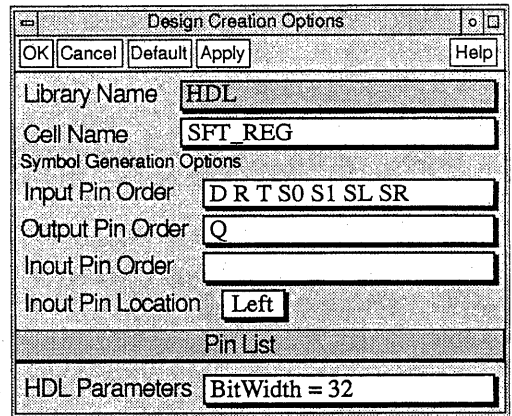 Design Creation Options
OK Cancel Default Apply Help
Library Name HDL
Cell Name SFT_REG
Symbol Generation Options
Input Pin Order D R T S0 S1 SL SR
Output Pin Order Q
Inout Pin Order
Inout Pin Location Left
Pin List
HDL Parameters BitWidth = 32